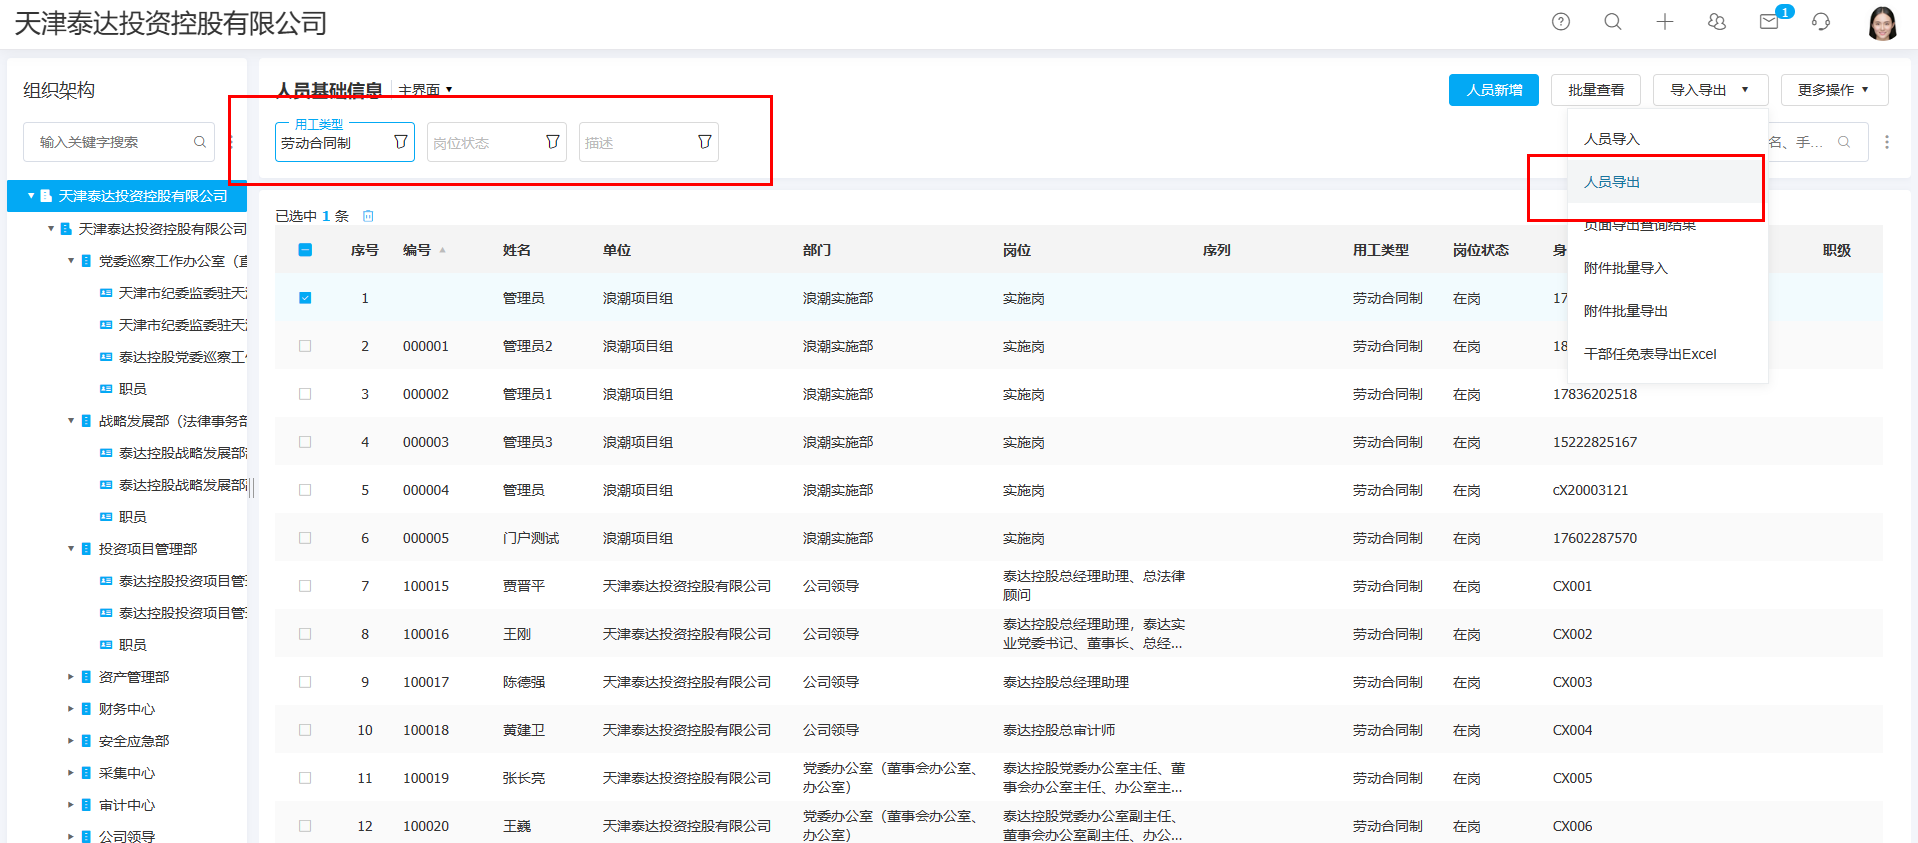 天津泰达投资控股有限公司
1
组织架构
输入关键字搜索
天津泰达投资控股有限公司
天津泰达投资控股有限公司
党委巡察工作办公室（直
天津市纪委监委驻天
天津市纪委监委驻天
泰达控股党委巡察工
职员
战略发展部（法律事务部
泰达控股战略发展部
泰达控股战略发展部
职员
投资项目管理部
泰达控股投资项目管
泰达控股投资项目管
职员
资产管理部
财务中心
安全应急部
采集中心
审计中心
公司领导
人员基础信息 主界面
人员新增 批量查看 导入导出 更多操作
用工类型
劳动合同制 岗位状态 描述
名、手...
人员导入
人员导出
页面导出查询结果
附件批量导入
附件批量导出
干部任免表导出Excel
已选中 1 条
序号 编号 姓名 单位 部门 岗位 序列 用工类型 岗位状态 身 职级
1 管理员 浪潮项目组 浪潮实施部 实施岗 劳动合同制 在岗 17
2 000001 管理员2 浪潮项目组 浪潮实施部 实施岗 劳动合同制 在岗 18
3 000002 管理员1 浪潮项目组 浪潮实施部 实施岗 劳动合同制 在岗 17836202518
4 000003 管理员3 浪潮项目组 浪潮实施部 实施岗 劳动合同制 在岗 15222825167
5 000004 管理员 浪潮项目组 浪潮实施部 实施岗 劳动合同制 在岗 cX20003121
6 000005 门户测试 浪潮项目组 浪潮实施部 实施岗 劳动合同制 在岗 17602287570
7 100015 贾晋平 天津泰达投资控股有限公司 公司领导 泰达控股总经理助理、总法律
顾问 劳动合同制 在岗 CX001
8 100016 王刚 天津泰达投资控股有限公司 公司领导 泰达控股总经理助理，泰达实
业党委书记、董事长、总经... 劳动合同制 在岗 CX002
9 100017 陈德强 天津泰达投资控股有限公司 公司领导 泰达控股总经理助理 劳动合同制 在岗 CX003
10 100018 黄建卫 天津泰达投资控股有限公司 公司领导 泰达控股总审计师 劳动合同制 在岗 CX004
11 100019 张长亮 天津泰达投资控股有限公司 党委办公室（董事会办公室、
办公室） 泰达控股党委办公室主任、董
事会办公室主任、办公室主... 劳动合同制 在岗 CX005
12 100020 王巍 天津泰达投资控股有限公司 党委办公室（董事会办公室、
办公室） 泰达控股党委办公室副主任、
董事会办公室副主任、办公... 劳动合同制 在岗 CX006